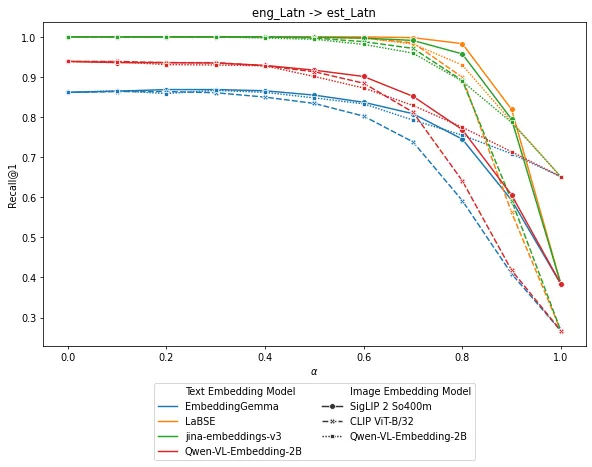 eng_Latn -> est_Latn
Recall@1
1.0
0.9
0.8
0.7
0.6
0.5
0.4
0.3
0.0 0.2 0.4 0.6 0.8 1.0
α
Text Embedding Model
EmbeddingGemma
LaBSE
jina-embeddings-v3
Qwen-VL-Embedding-2B
Image Embedding Model
SigLIP 2 So400m
CLIP ViT-B/32
Qwen-VL-Embedding-2B